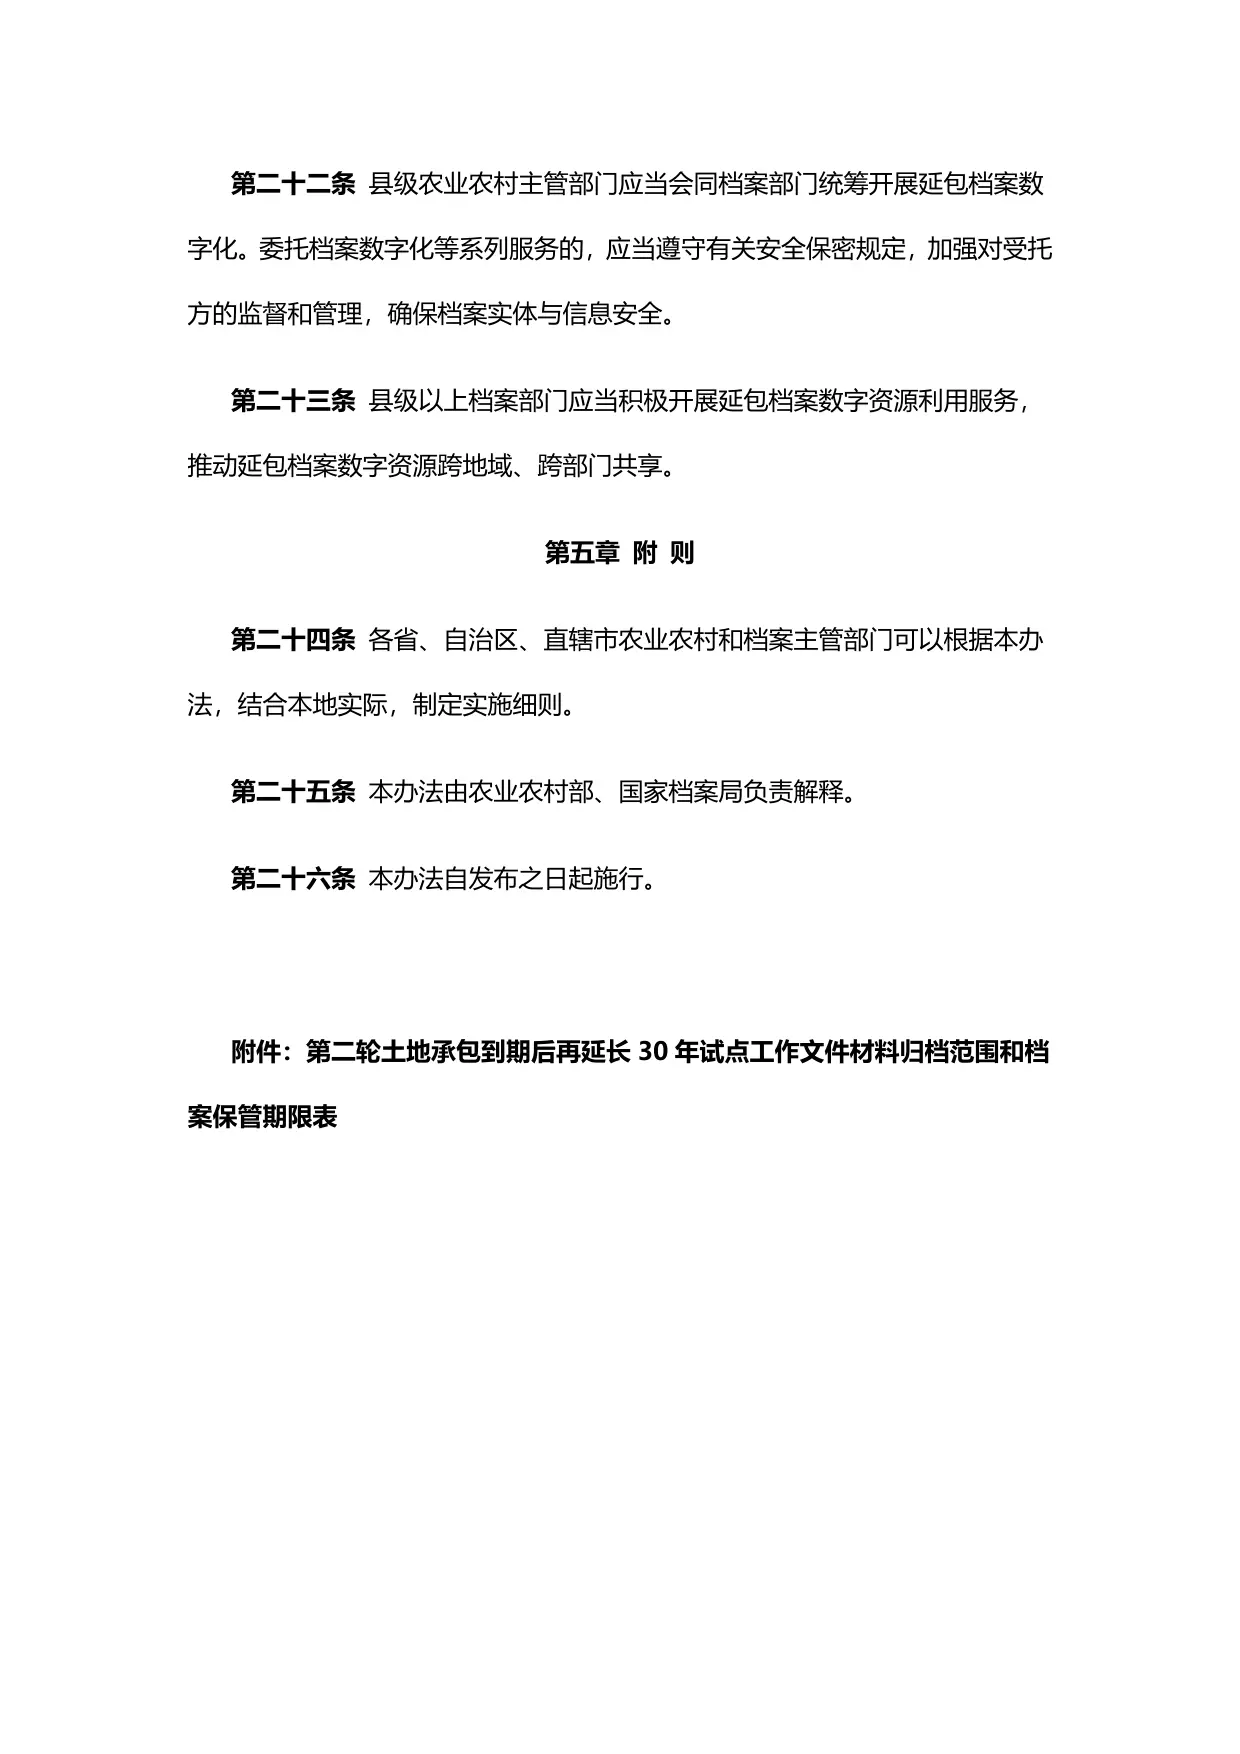 第二十二条 县级农业农村主管部门应当会同档案部门统筹开展延包档案数
字化。委托档案数字化等系列服务的，应当遵守有关安全保密规定，加强对受托
方的监督和管理，确保档案实体与信息安全。
第二十三条 县级以上档案部门应当积极开展延包档案数字资源利用服务，
推动延包档案数字资源跨地域、跨部门共享。
第五章 附 则
第二十四条 各省、自治区、直辖市农业农村和档案主管部门可以根据本办
法，结合本地实际，制定实施细则。
第二十五条 本办法由农业农村部、国家档案局负责解释。
第二十六条 本办法自发布之日起施行。
附件：第二轮土地承包到期后再延长 30 年试点工作文件材料归档范围和档
案保管期限表